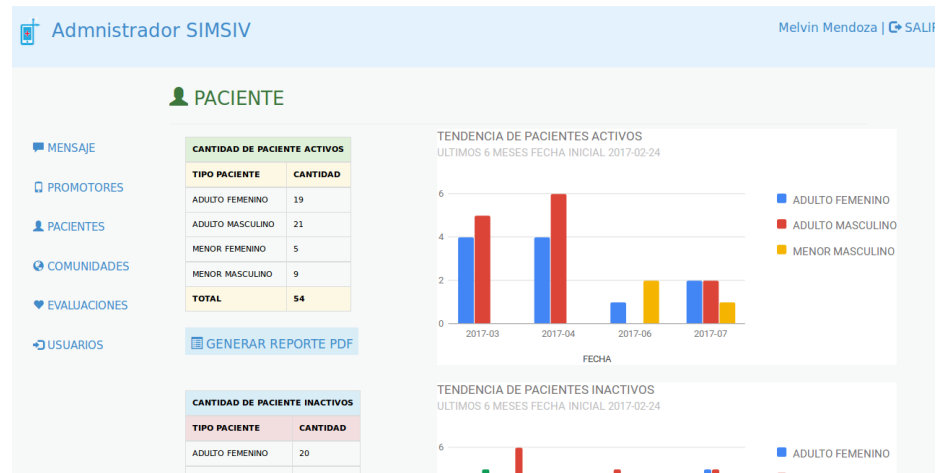 Admnistrador SIMSIV
Melvin Mendoza | SALIR
PACIENTE
MENSAJE
PROMOTORES
PACIENTES
COMUNIDADES
EVALUACIONES
USUARIOS
CANTIDAD DE PACIENTE ACTIVOS
TIPO PACIENTE CANTIDAD
ADULTO FEMENINO 19
ADULTO MASCULINO 21
MENOR FEMENINO 5
MENOR MASCULINO 9
TOTAL 54
GENERAR REPORTE PDF
TENDENCIA DE PACIENTES ACTIVOS
ULTIMOS 6 MESES FECHA INICIAL 2017-02-24
6
4
2
0
2017-03 2017-04 2017-06 2017-07
FECHA
ADULTO FEMENINO
ADULTO MASCULINO
MENOR MASCULINO
CANTIDAD DE PACIENTE INACTIVOS
TIPO PACIENTE CANTIDAD
ADULTO FEMENINO 20
TENDENCIA DE PACIENTES INACTIVOS
ULTIMOS 6 MESES FECHA INICIAL 2017-02-24
6
ADULTO FEMENINO